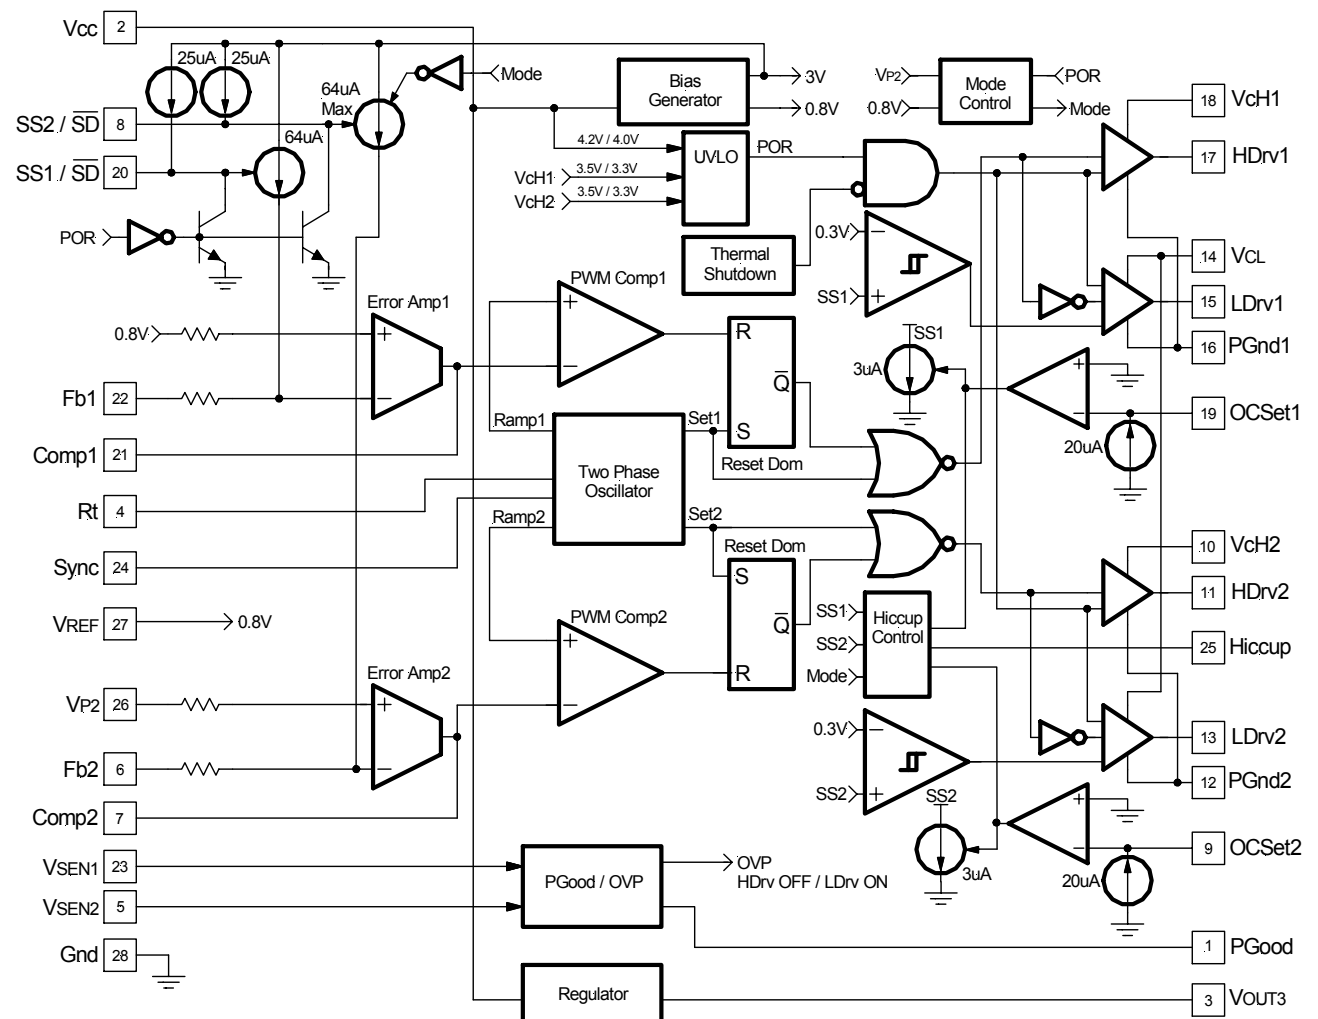 Vcc 2
25uA 25uA
64uA
Max
Mode
SS2 / SD 8
64uA
SS1 / SD 20
POR
Bias
Generator
3V
0.8V
VP2
0.8V
Mode
Control
POR
Mode
4.2V / 4.0V
VcH1 3.5V / 3.3V
VcH2 3.5V / 3.3V
UVLO
POR
Thermal
Shutdown
0.3V
SS1
18 VcH1
17 HDrv1
14 VCL
15 LDrv1
16 PGnd1
19 OCSet1
Error Amp1
0.8V
+
−
Fb1 22
Comp1 21
PWM Comp1
+
−
R
Q
S
Reset Dom
SS1
3uA
+
−
20uA
Ramp1
Set1
Two Phase
Oscillator
Ramp2
Set2
Rt 4
Sync 24
VREF 27
0.8V
Reset Dom
S
Q
R
PWM Comp2
+
−
SS1
SS2
Mode
Hiccup
Control
10 VcH2
11 HDrv2
25 Hiccup
13 LDrv2
12 PGnd2
9 OCSet2
Error Amp2
VP2 26
+
−
Fb2 6
Comp2 7
0.3V
−
SS2
+
SS2
3uA
+
−
20uA
VSEN1 23
VSEN2 5
PGood / OVP
OVP
HDrv OFF / LDrv ON
Gnd 28
1 PGood
Regulator
3 VOUT3